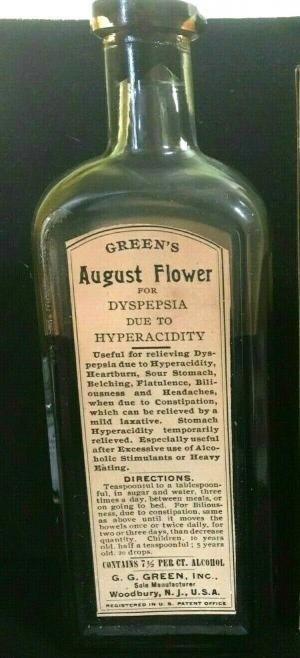 GREEN'S
August Flower
FOR
DYSPEPSIA
DUE TO
HYPERACIDITY
Useful for relieving Dys-
pepsia due to Hyperacidity,
Heartburn, Sour Stomach,
Belching, Flatulence, Bili-
ousness and Headaches,
when due to Constipation,
which can be relieved by a
mild laxative. Stomach
Hyperacidity temporarily
relieved. Especially useful
after Excessive use of Alco-
holic Stimulants or Heavy
Eating.
DIRECTIONS.
Teaspoonful to a tablespoon-
ful, in sugar and water, three
times a day, between meals, or
on going to bed. For Bilious-
ness, due to constipation, same
as above until it moves the
bowels once or twice daily, for
two or three days, than decrease
quantity. Children, 10 years
old, half a teaspoonful; 5 years
old, 20 drops.
CONTAINS 7½ PER CT. ALCOHOL
G. G. GREEN, INC.,
Sole Manufacturer
Woodbury, N. J., U. S. A.
REGISTERED IN U. S. PATENT OFFICE